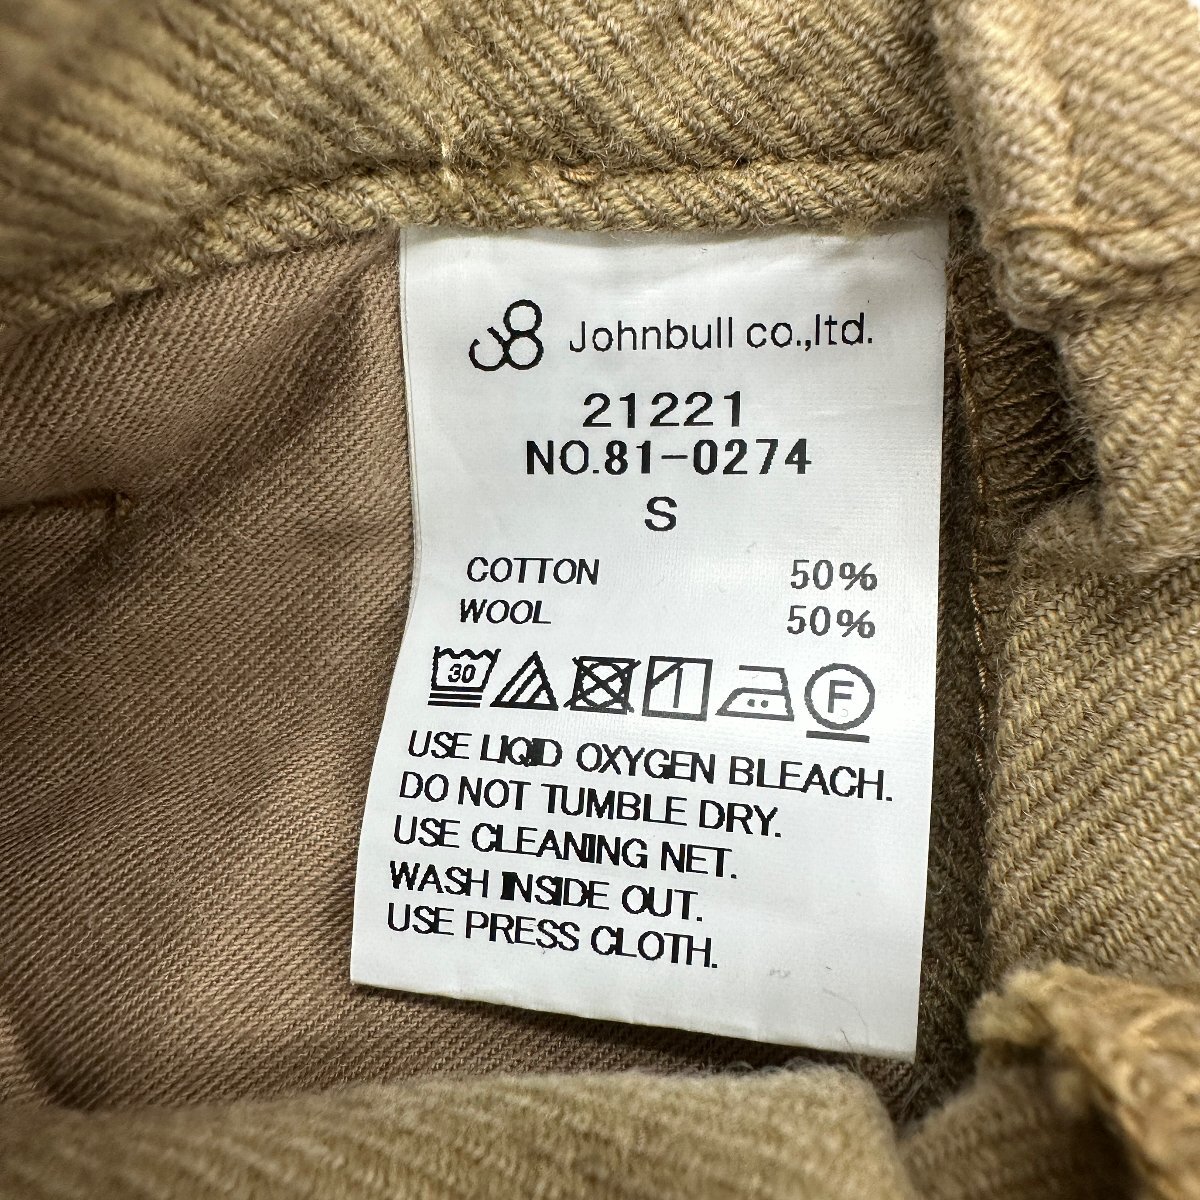 Johnbull co.,ltd.
21221
NO.81-0274
S
COTTON 50%
WOOL 50%
30 F
USE LIQID OXYGEN BLEACH.
DO NOT TUMBLE DRY.
USE CLEANING NET.
WASH INSIDE OUT.
USE PRESS CLOTH.